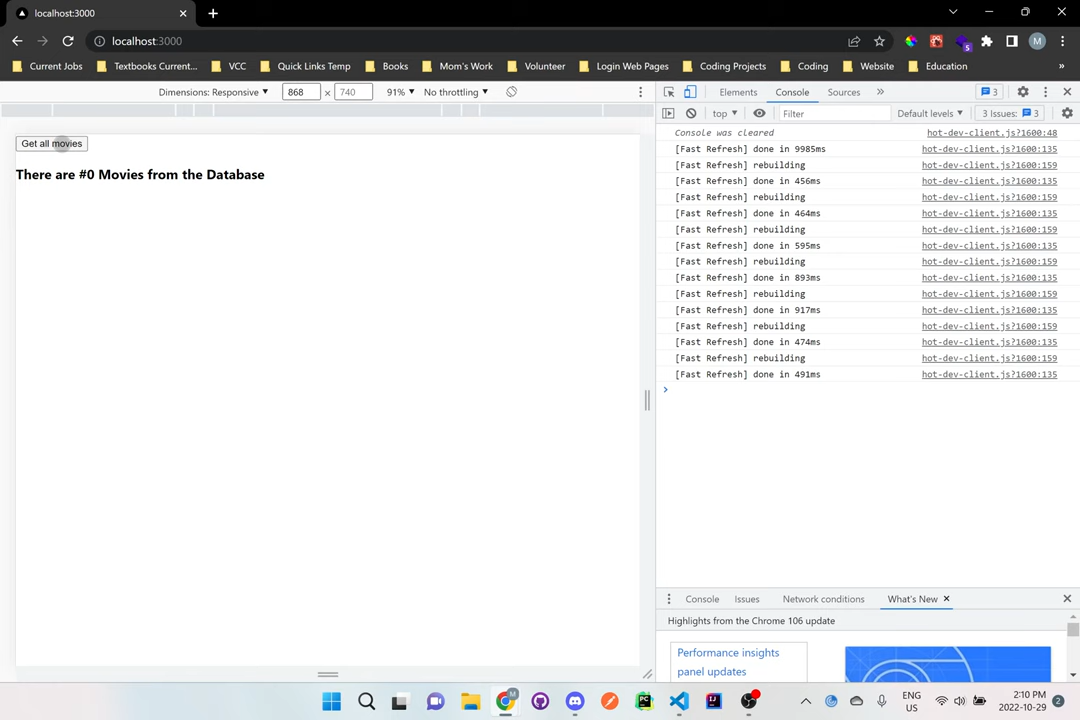 localhost:3000
localhost:3000
M
Current Jobs
Textbooks Current...
VCC
Quick Links Temp
Books
Mom's Work
Volunteer
Login Web Pages
Coding Projects
Coding
Website
Education
»
Dimensions: Responsive
868
×
740
91%
No throttling
Elements
Console
Sources
»
3
top
Filter
Default levels
3 Issues:
3
Get all movies
There are #0 Movies from the Database
Console was cleared hot-dev-client.js?1600:48
[Fast Refresh] done in 9985ms hot-dev-client.js?1600:135
[Fast Refresh] rebuilding hot-dev-client.js?1600:159
[Fast Refresh] done in 456ms hot-dev-client.js?1600:135
[Fast Refresh] rebuilding hot-dev-client.js?1600:159
[Fast Refresh] done in 464ms hot-dev-client.js?1600:135
[Fast Refresh] rebuilding hot-dev-client.js?1600:159
[Fast Refresh] done in 595ms hot-dev-client.js?1600:135
[Fast Refresh] rebuilding hot-dev-client.js?1600:159
[Fast Refresh] done in 893ms hot-dev-client.js?1600:135
[Fast Refresh] rebuilding hot-dev-client.js?1600:159
[Fast Refresh] done in 917ms hot-dev-client.js?1600:135
[Fast Refresh] rebuilding hot-dev-client.js?1600:159
[Fast Refresh] done in 474ms hot-dev-client.js?1600:135
[Fast Refresh] rebuilding hot-dev-client.js?1600:159
[Fast Refresh] done in 491ms hot-dev-client.js?1600:135
Console
Issues
Network conditions
What's New
Highlights from the Chrome 106 update
Performance insights
panel updates
ENG
US
2:10 PM
2022-10-29
2